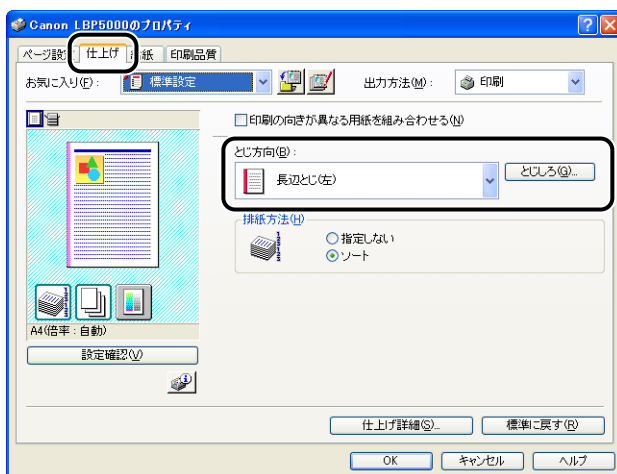 Canon LBP5000のプロパティ
ページ設 仕上げ 給紙 印刷品質
お気に入り(F): 標準設定 出力方法(M): 印刷
印刷の向きが異なる用紙を組み合わせる(N)
とじ方向(B):
長辺とじ(左) とじしろ(G)...
排紙方法(H)
指定しない
ソート
A4(倍率:自動)
設定確認(V)
仕上げ詳細(S)... 標準に戻す(R)
OK キャンセル ヘルプ